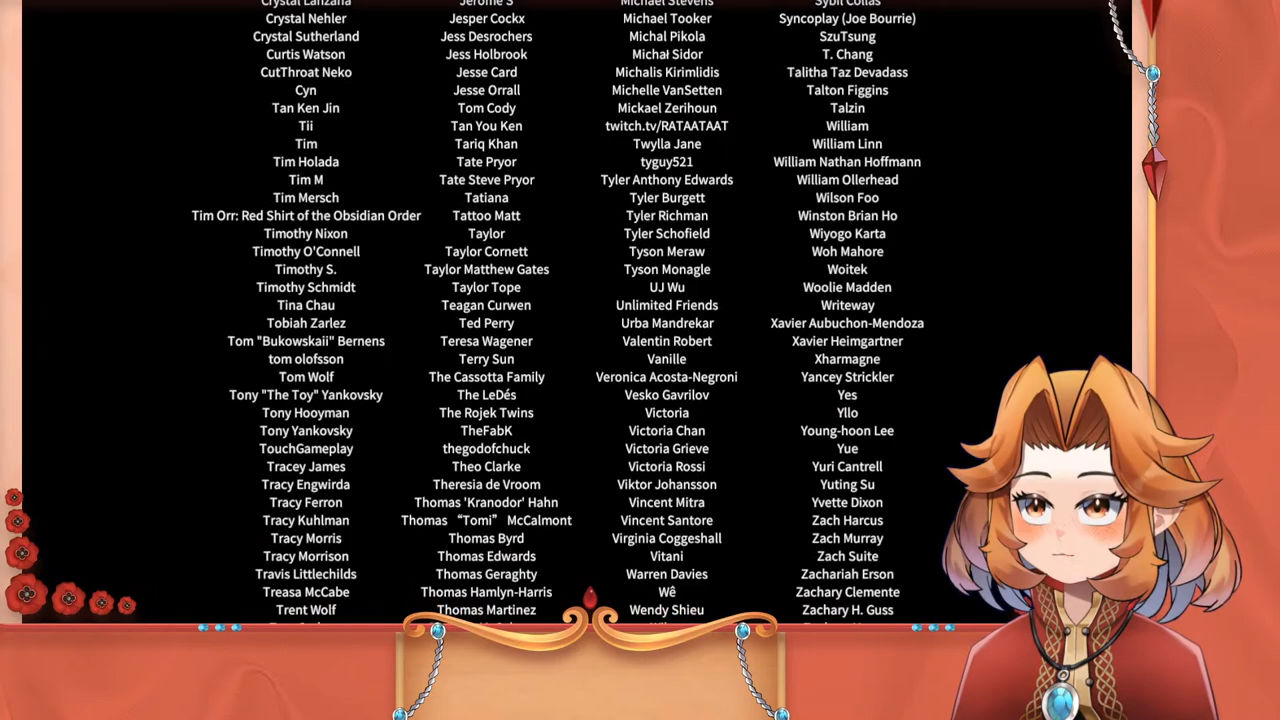 Crystal Lanzana
Jerome S
Michael Stevens
Sybil Collas
Crystal Nehler
Jesper Cockx
Michael Tooker
Syncoplay (Joe Bourrie)
Crystal Sutherland
Jess Desrochers
Michal Pikola
SzuTsung
Curtis Watson
Jess Holbrook
Michał Sidor
T. Chang
CutThroat Neko
Jesse Card
Michalis Kirimlidis
Talitha Taz Devadass
Cyn
Jesse Orrall
Michelle VanSetten
Talton Figgins
Tan Ken Jin
Tom Cody
Mickael Zerihoun
Talzin
Tii
Tan You Ken
twitch.tv/RATAATAAT
William
Tim
Tariq Khan
Twylla Jane
William Linn
Tim Holada
Tate Pryor
tyguy521
William Nathan Hoffmann
Tim M
Tate Steve Pryor
Tyler Anthony Edwards
William Ollerhead
Tim Mersch
Tatiana
Tyler Burgett
Wilson Foo
Tim Orr: Red Shirt of the Obsidian Order
Tattoo Matt
Tyler Richman
Winston Brian Ho
Timothy Nixon
Taylor
Tyler Schofield
Wiyogo Karta
Timothy O'Connell
Taylor Cornett
Tyson Meraw
Woh Mahore
Timothy S.
Taylor Matthew Gates
Tyson Monagle
Woitek
Timothy Schmidt
Taylor Tope
UJ Wu
Woolie Madden
Tina Chau
Teagan Curwen
Unlimited Friends
Writeway
Tobiah Zarlez
Ted Perry
Urba Mandrekar
Xavier Aubuchon-Mendoza
Tom "Bukowskaii" Bernens
Teresa Wagener
Valentin Robert
Xavier Heimgartner
tom olofsson
Terry Sun
Vanille
Xharmagne
Tom Wolf
The Cassotta Family
Veronica Acosta-Negroni
Yancey Strickler
Tony "The Toy" Yankovsky
The LeDés
Vesko Gavrilov
Yes
Tony Hooyman
The Rojek Twins
Victoria
Yllo
Tony Yankovsky
TheFabK
Victoria Chan
Young-hoon Lee
TouchGameplay
thegodofchuck
Victoria Grieve
Yue
Tracey James
Theo Clarke
Victoria Rossi
Yuri Cantrell
Tracy Engwirda
Theresia de Vroom
Viktor Johansson
Yuting Su
Tracy Ferron
Thomas 'Kranodor' Hahn
Vincent Mitra
Yvette Dixon
Tracy Kuhlman
Thomas “Tomi” McCalmont
Vincent Santore
Zach Harcus
Tracy Morris
Thomas Byrd
Virginia Coggeshall
Zach Murray
Tracy Morrison
Thomas Edwards
Vitani
Zach Suite
Travis Littlechilds
Thomas Geraghty
Warren Davies
Zachariah Erson
Treasa McCabe
Thomas Hamlyn-Harris
Wê
Zachary Clemente
Trent Wolf
Thomas Martinez
Wendy Shieu
Zachary H. Guss